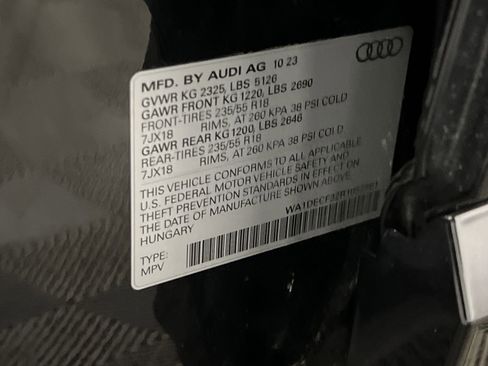 MFD. BY AUDI AG 10 23
GVWR KG 2325, LBS 5126
GAWR FRONT KG 1220, LBS 2690
FRONT-TIRES 235/55 R18
7JX18 RIMS, AT 260 KPA 38 PSI COLD
GAWR REAR KG 1200, LBS 2646
REAR-TIRES 235/55 R18
7JX18 RIMS, AT 260 KPA 38 PSI COLD
THIS VEHICLE CONFORMS TO ALL APPLICABLE
U.S. FEDERAL MOTOR VEHICLE SAFETY AND
THEFT PREVENTION STANDARDS IN EFFECT ON
THE DATE OF MANUFACTURE SHOWN ABOVE
HUNGARY
TYPE:
MPV